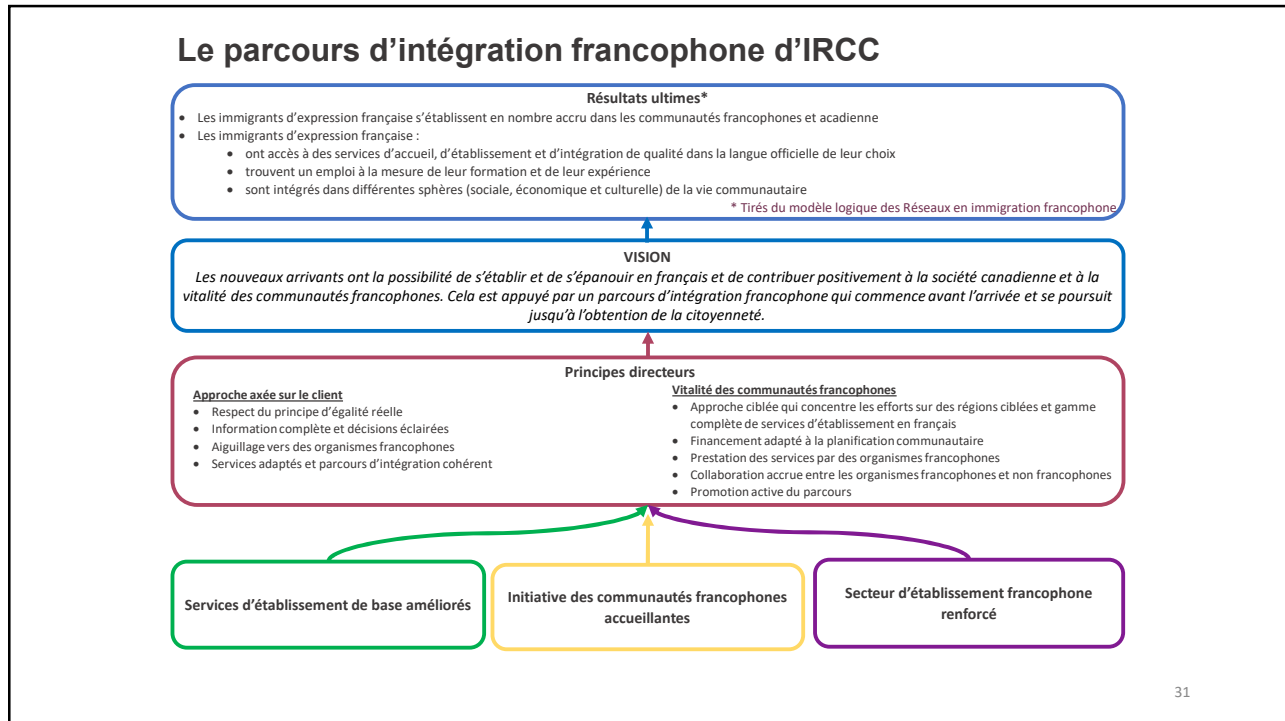 Le parcours d'intégration francophone d'IRCC
Résultats ultimes*
• Les immigrants d'expression française s'établissent en nombre accru dans les communautés francophones et acadienne
• Les immigrants d'expression française :
• ont accès à des services d'accueil, d'établissement et d'intégration de qualité dans la langue officielle de leur choix
• trouvent un emploi à la mesure de leur formation et de leur expérience
• sont intégrés dans différentes sphères (sociale, économique et culturelle) de la vie communautaire
* Tirés du modèle logique des Réseaux en immigration francophone
VISION
Les nouveaux arrivants ont la possibilité de s'établir et de s'épanouir en français et de contribuer positivement à la société canadienne et à la
vitalité des communautés francophones. Cela est appuyé par un parcours d'intégration francophone qui commence avant l'arrivée et se poursuit
jusqu'à l'obtention de la citoyenneté.
Principes directeurs
Approche axée sur le client
• Respect du principe d'égalité réelle
• Information complète et décisions éclairées
• Aiguillage vers des organismes francophones
• Services adaptés et parcours d'intégration cohérent
Vitalité des communautés francophones
• Approche ciblée qui concentre les efforts sur des régions ciblées et gamme
complète de services d'établissement en français
• Financement adapté à la planification communautaire
• Prestation des services par des organismes francophones
• Collaboration accrue entre les organismes francophones et non francophones
• Promotion active du parcours
Services d'établissement de base améliorés
Initiative des communautés francophones
accueillantes
Secteur d'établissement francophone
renforcé
31